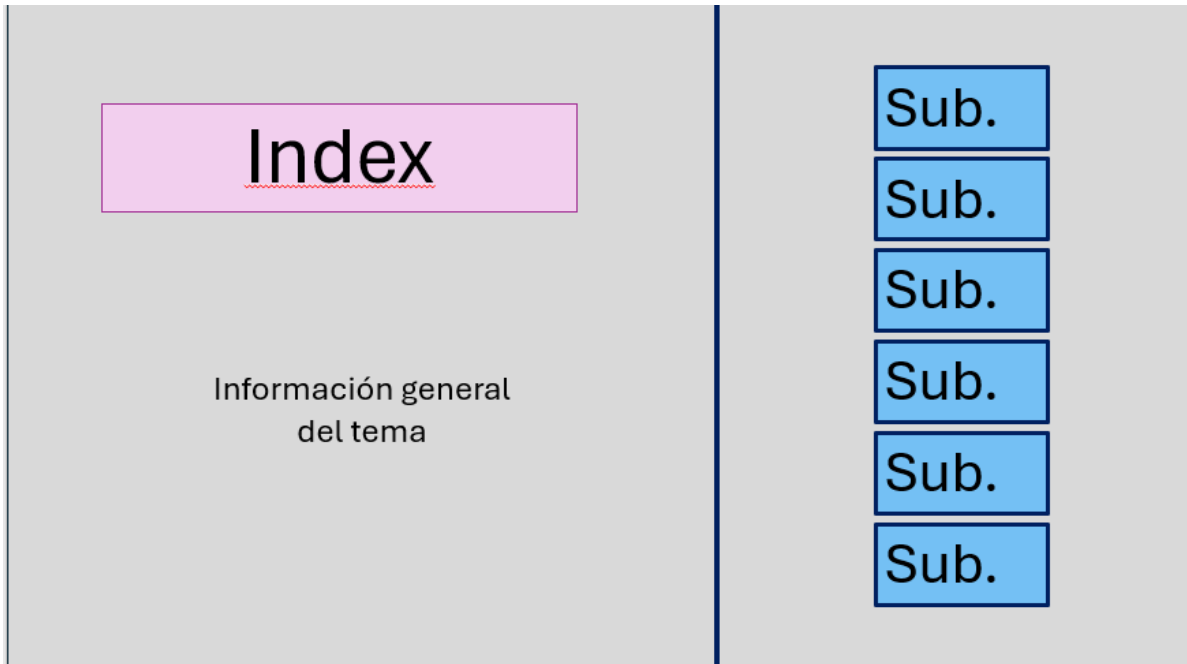 Index
Información general
del tema
Sub.
Sub.
Sub.
Sub.
Sub.
Sub.